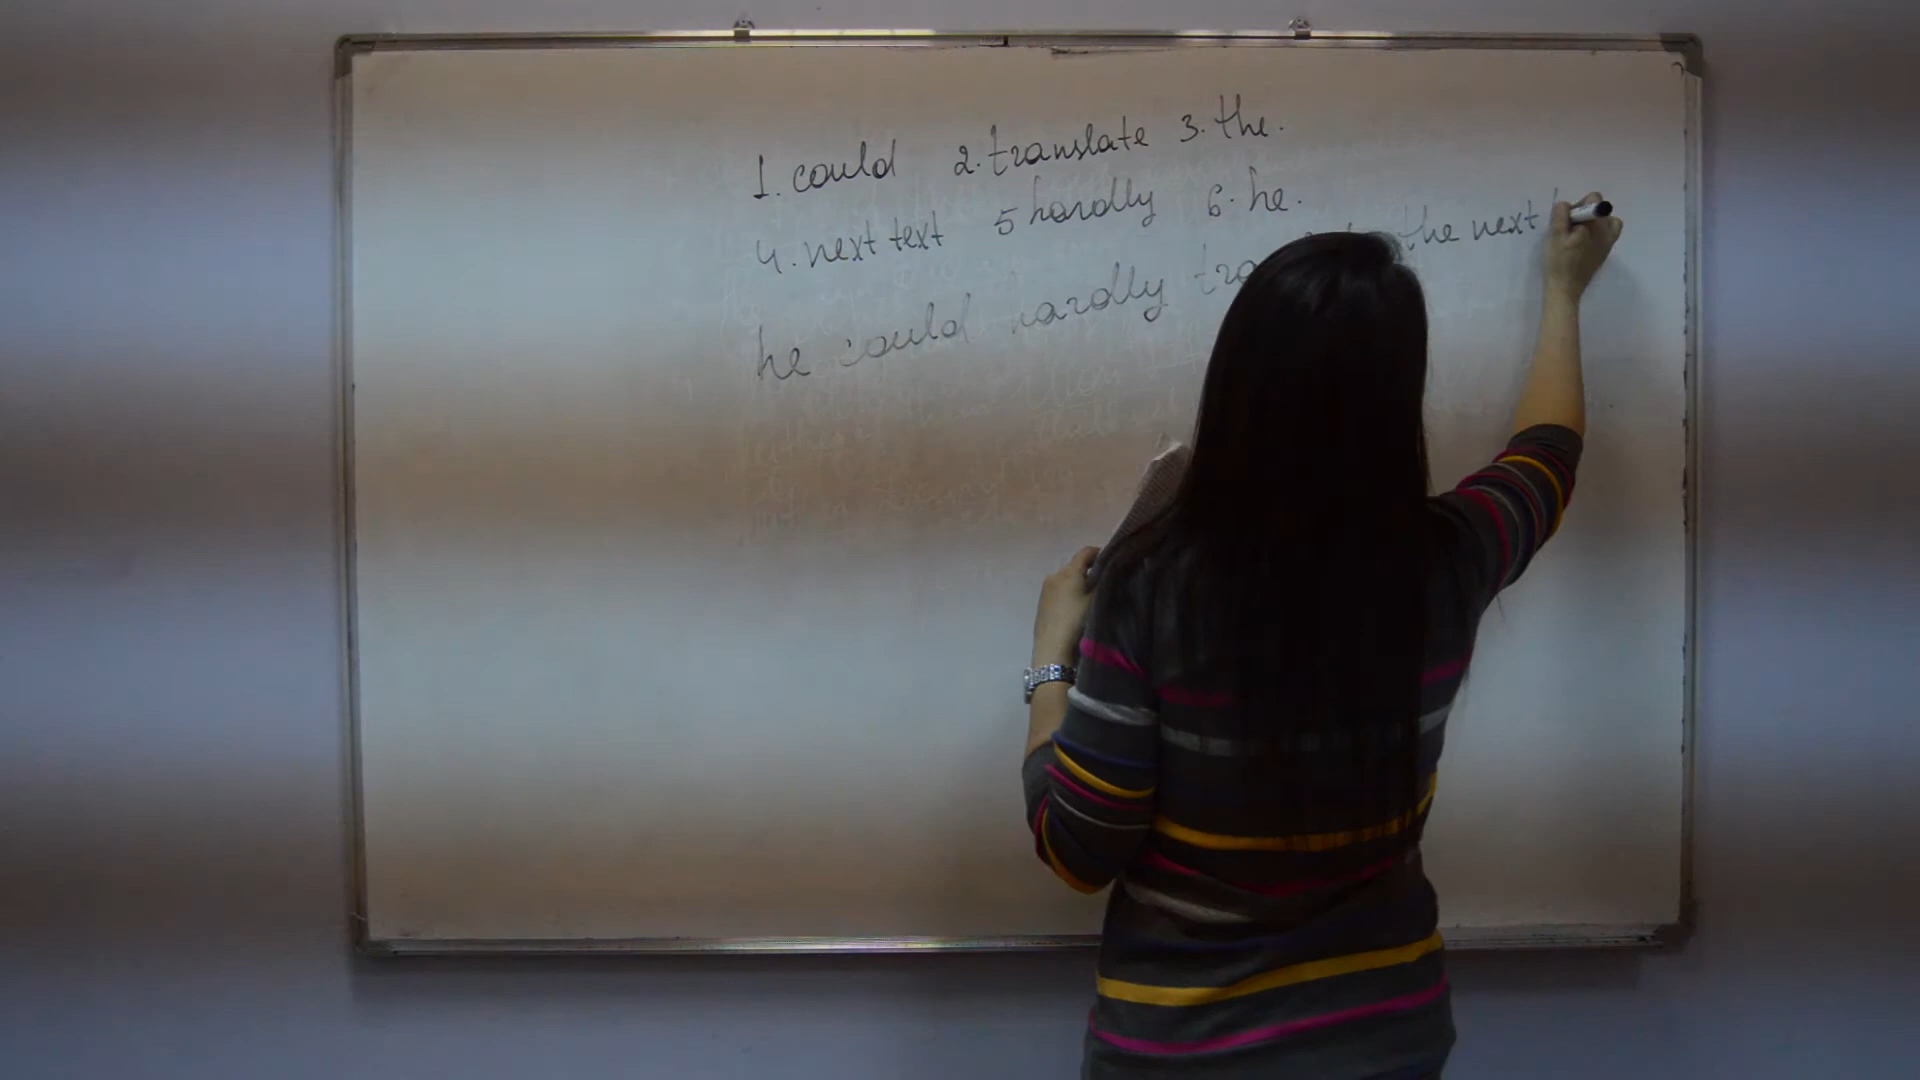 1. could 2. translate 3. the.
4. next text 5 hardly 6. he.
he could hardly the next